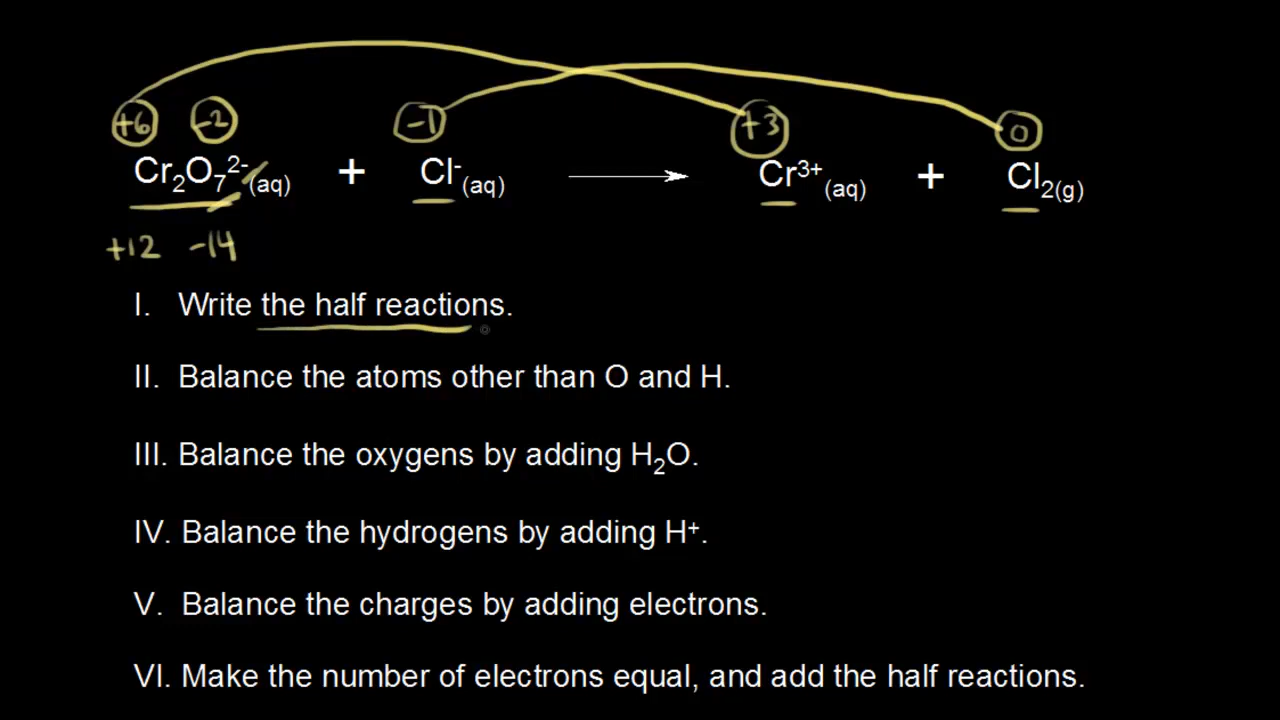 +6 -2 -1 +3 0
Cr₂O₇²⁻(aq) + Cl⁻(aq) → Cr³⁺(aq) + Cl₂(g)
+12 -14
I. Write the half reactions.
II. Balance the atoms other than O and H.
III. Balance the oxygens by adding H₂O.
IV. Balance the hydrogens by adding H⁺.
V. Balance the charges by adding electrons.
VI. Make the number of electrons equal, and add the half reactions.